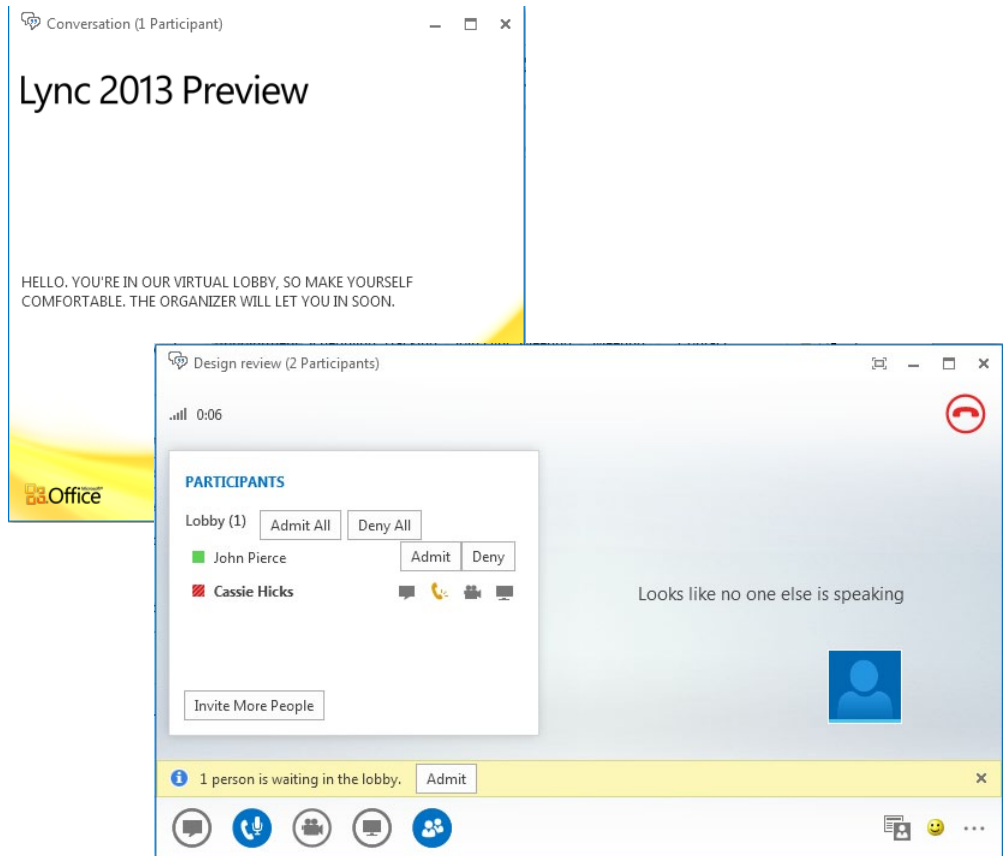 Conversation (1 Participant)
Lync 2013 Preview
HELLO. YOU'RE IN OUR VIRTUAL LOBBY, SO MAKE YOURSELF
COMFORTABLE. THE ORGANIZER WILL LET YOU IN SOON.
Microsoft
Office
Design review (2 Participants)
0:06
PARTICIPANTS
Lobby (1) Admit All Deny All
John Pierce Admit Deny
Cassie Hicks
Looks like no one else is speaking
Invite More People
1 person is waiting in the lobby. Admit